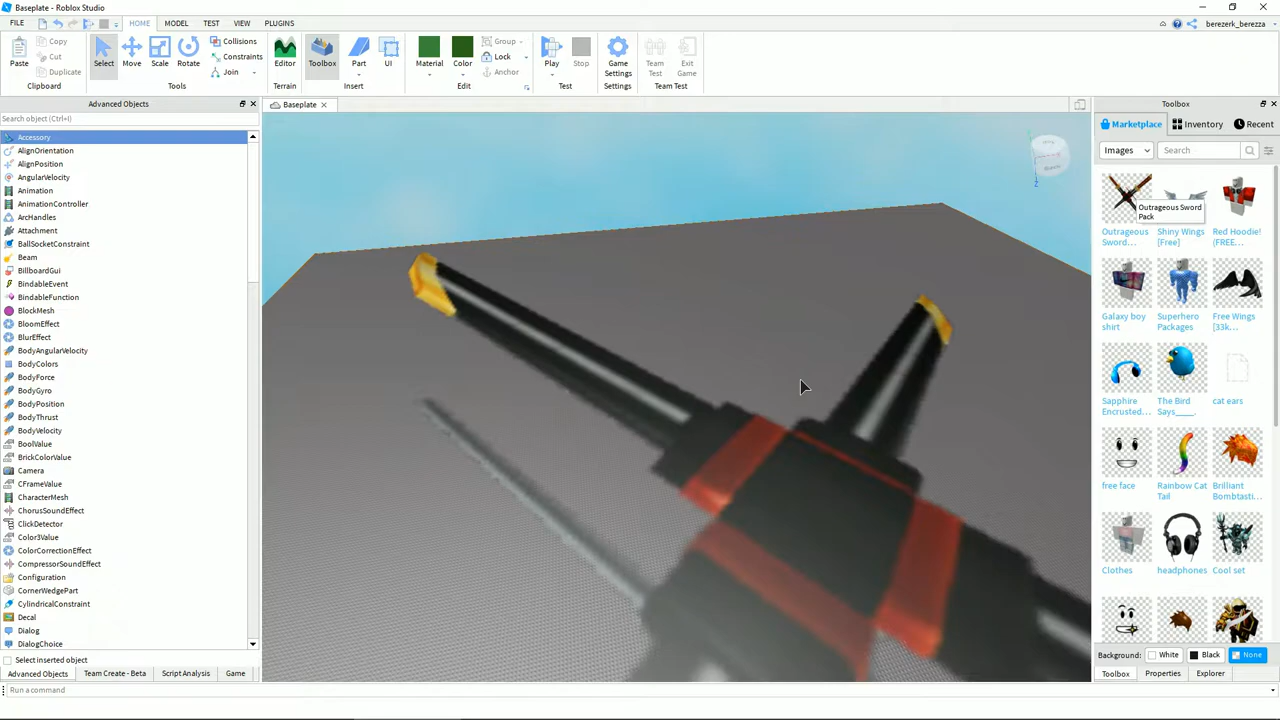 Baseplate - Roblox Studio
FILE HOME MODEL TEST VIEW PLUGINS
berezerk_berezza
Paste Copy Cut Duplicate
Select Move Scale Rotate Collisions Constraints Join
Editor Toolbox Part UI
Material Color Group Lock Anchor
Play Stop Game Settings Team Test Exit Game
Clipboard Tools Terrain Insert Edit Test Settings Team Test
Advanced Objects
Search object (Ctrl+I)
Accessory
AlignOrientation
AlignPosition
AngularVelocity
Animation
AnimationController
ArcHandles
Attachment
BallSocketConstraint
Beam
BillboardGui
BindableEvent
BindableFunction
BlockMesh
BloomEffect
BlurEffect
BodyAngularVelocity
BodyColors
BodyForce
BodyGyro
BodyPosition
BodyThrust
BodyVelocity
BoolValue
BrickColorValue
Camera
CFrameValue
CharacterMesh
ChorusSoundEffect
ClickDetector
Color3Value
ColorCorrectionEffect
CompressorSoundEffect
Configuration
CornerWedgePart
CylindricalConstraint
Decal
Dialog
DialogChoice
Select inserted object
Advanced Objects Team Create - Beta Script Analysis Game
Run a command
Baseplate
Toolbox
Marketplace Inventory Recent
Images Search
Outrageous Sword Pack
Outrageous Sword... Shiny Wings [Free] Red Hoodie! (FREE...
Galaxy boy shirt Superhero Packages Free Wings [33k...
Sapphire Encrusted... The Bird Says____. cat ears
free face Rainbow Cat Tail Brilliant Bombtasti...
Clothes headphones Cool set
Background: White Black None
Toolbox Properties Explorer